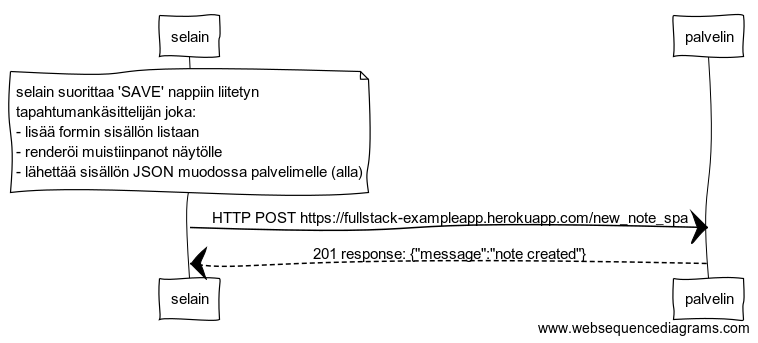 selain palvelin
selain suorittaa 'SAVE' nappiin liitetyn
tapahtumankäsittelijän joka:
- lisää formin sisällön listaan
- renderöi muistiinpanot näytölle
- lähettää sisällön JSON muodossa palvelimelle (alla)
HTTP POST https://fullstack-exampleapp.herokuapp.com/new_note_spa
201 response: {"message":"note created"}
selain palvelin
www.websequencediagrams.com